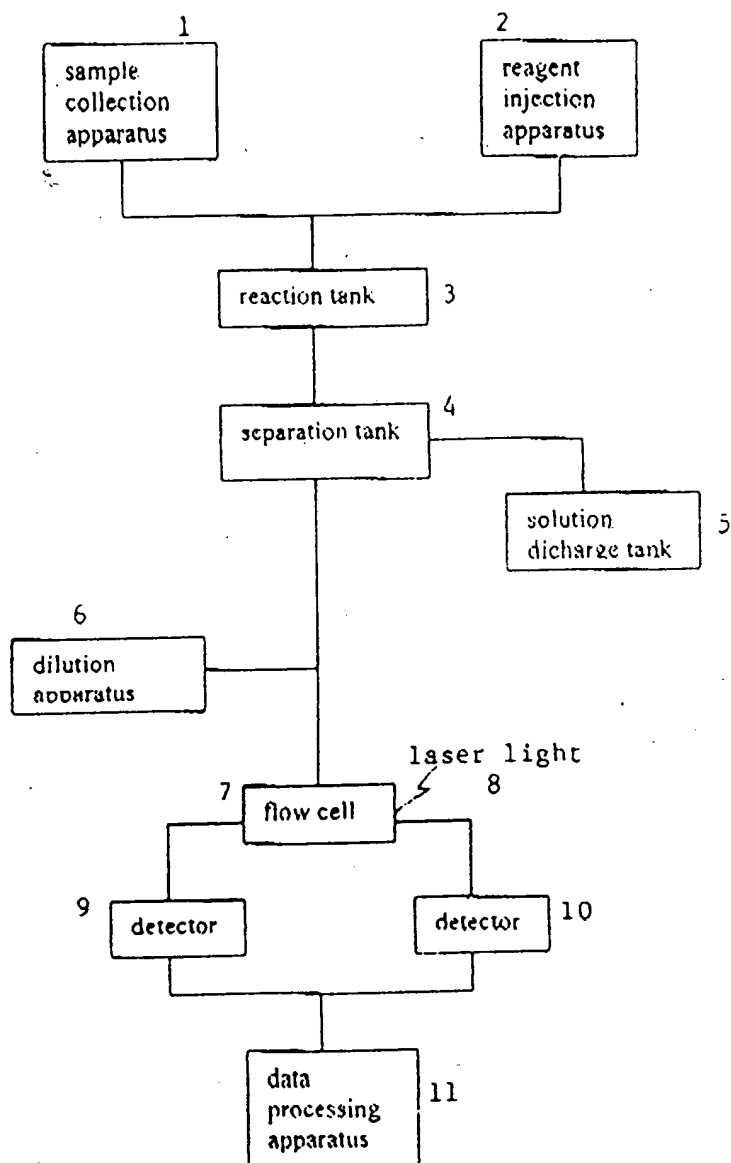 1
sample
collection
apparatus
2
reagent
injection
apparatus
reaction tank
3
separation tank
4
solution
dicharge tank
5
6
dilution
apparatus
laser light
8
7
flow cell
9
detector
detector
10
data
processing
apparatus
11